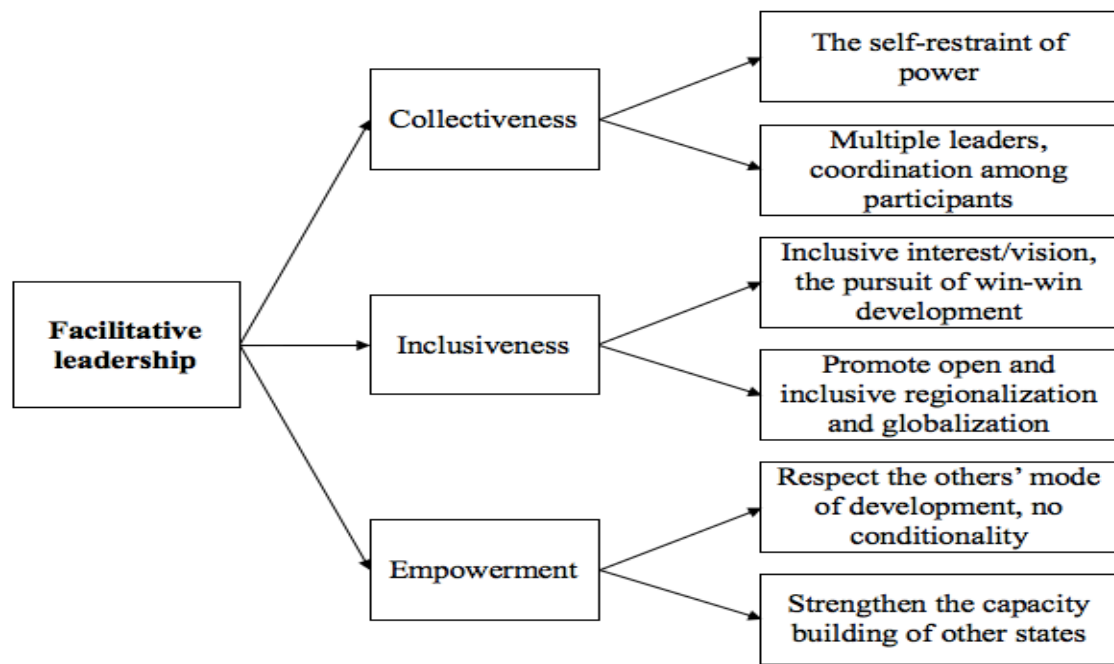 Facilitative
leadership
Collectiveness
The self-restraint of
power
Multiple leaders,
coordination among
participants
Inclusiveness
Inclusive interest/vision,
the pursuit of win-win
development
Promote open and
inclusive regionalization
and globalization
Empowerment
Respect the others’ mode
of development, no
conditionality
Strengthen the capacity
building of other states